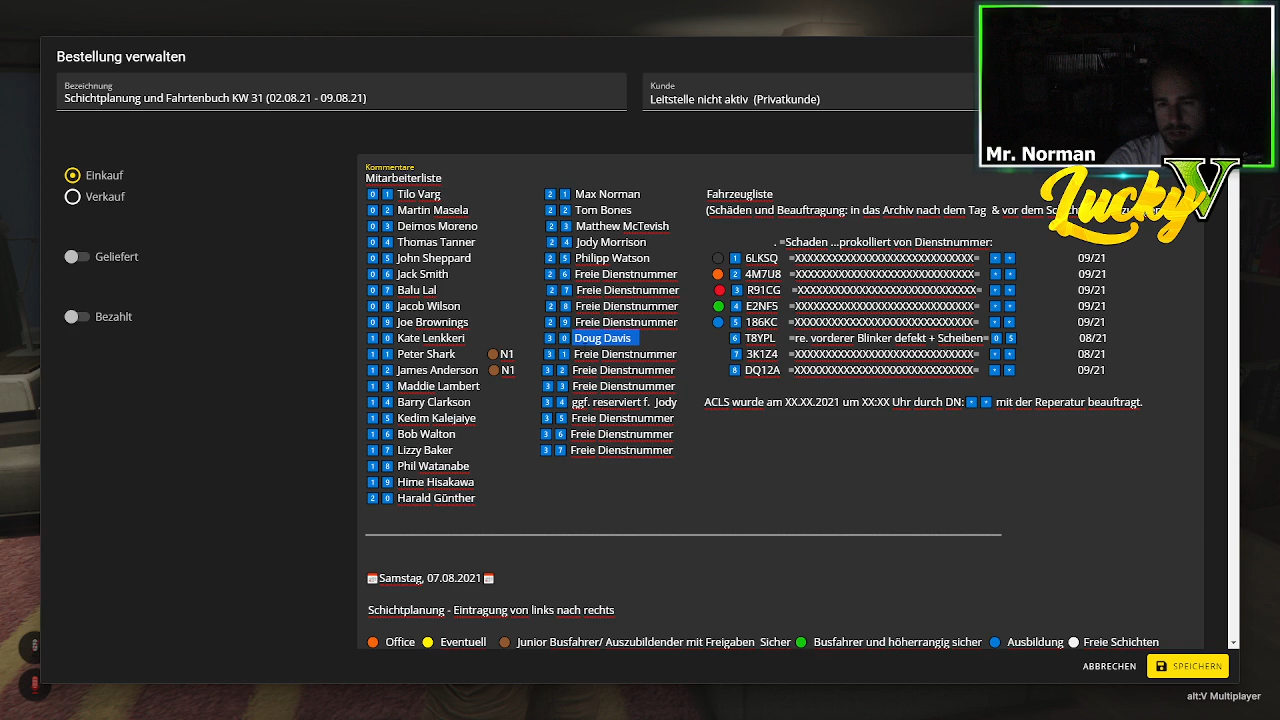 Bestellung verwalten
Bezeichnung
Schichtplanung und Fahrtenbuch KW 31 (02.08.21 - 09.08.21)
Kunde
Leitstelle nicht aktiv (Privatkunde)
Mr. Norman
Lucky V
Einkauf
Verkauf
Geliefert
Bezahlt
Kommentare
Mitarbeiterliste
0 1 Tilo Varg 2 1 Max Norman Fahrzeugliste
0 2 Martin Masela 2 2 Tom Bones (Schäden und Beauftragung: in das Archiv nach dem Tag & vor dem
0 3 Deimos Moreno 2 3 Matthew McTevish
0 4 Thomas Tanner 2 4 Jody Morrison . =Schaden ...prokolliert von Dienstnummer:
0 5 John Sheppard 2 5 Philipp Watson 1 6LKSQ =XXXXXXXXXXXXXXXXXXXXXXXXXXXX= * * 09/21
0 6 Jack Smith 2 6 Freie Dienstnummer 2 4M7U8 =XXXXXXXXXXXXXXXXXXXXXXXXXXXX= * * 09/21
0 7 Balu Lal 2 7 Freie Dienstnummer 3 R91CG =XXXXXXXXXXXXXXXXXXXXXXXXXXXX= * * 09/21
0 8 Jacob Wilson 2 8 Freie Dienstnummer 4 E2NF5 =XXXXXXXXXXXXXXXXXXXXXXXXXXXX= * * 09/21
0 9 Joe Brownings 2 9 Freie Dienstnummer 5 186KC =XXXXXXXXXXXXXXXXXXXXXXXXXXXX= * * 09/21
1 0 Kate Lenkkeri 3 0 Doug Davis 6 T8YPL =re. vorderer Blinker defekt + Scheiben= 0 5 08/21
1 1 Peter Shark N1 3 1 Freie Dienstnummer 7 3K1Z4 =XXXXXXXXXXXXXXXXXXXXXXXXXXXX= * * 08/21
1 2 James Anderson N1 3 2 Freie Dienstnummer 8 DQ12A =XXXXXXXXXXXXXXXXXXXXXXXXXXXX= * * 09/21
1 3 Maddie Lambert 3 3 Freie Dienstnummer
1 4 Barry Clarkson 3 4 ggf. reserviert f. Jody ACLS wurde am XX.XX.2021 um XX:XX Uhr durch DN: * * mit der Reperatur beauftragt.
1 5 Kedim Kalejaiye 3 5 Freie Dienstnummer
1 6 Bob Walton 3 6 Freie Dienstnummer
1 7 Lizzy Baker 3 7 Freie Dienstnummer
1 8 Phil Watanabe
1 9 Hime Hisakawa
2 0 Harald Günther
Samstag, 07.08.2021
Schichtplanung - Eintragung von links nach rechts
Office Eventuell Junior Busfahrer/ Auszubildender mit Freigaben Sicher Busfahrer und höherrangig sicher Ausbildung Freie Schichten
ABBRECHEN SPEICHERN
alt:V Multiplayer